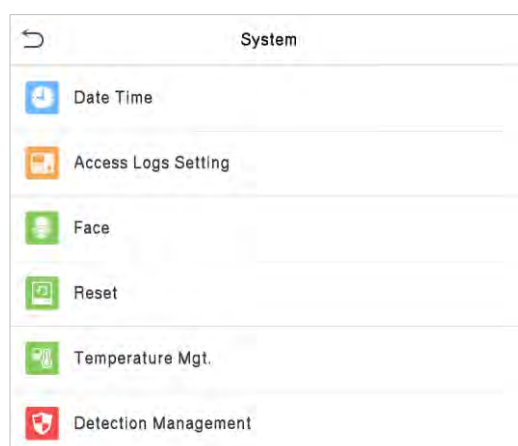 System
Date Time
Access Logs Setting
Face
Reset
Temperature Mgt.
Detection Management